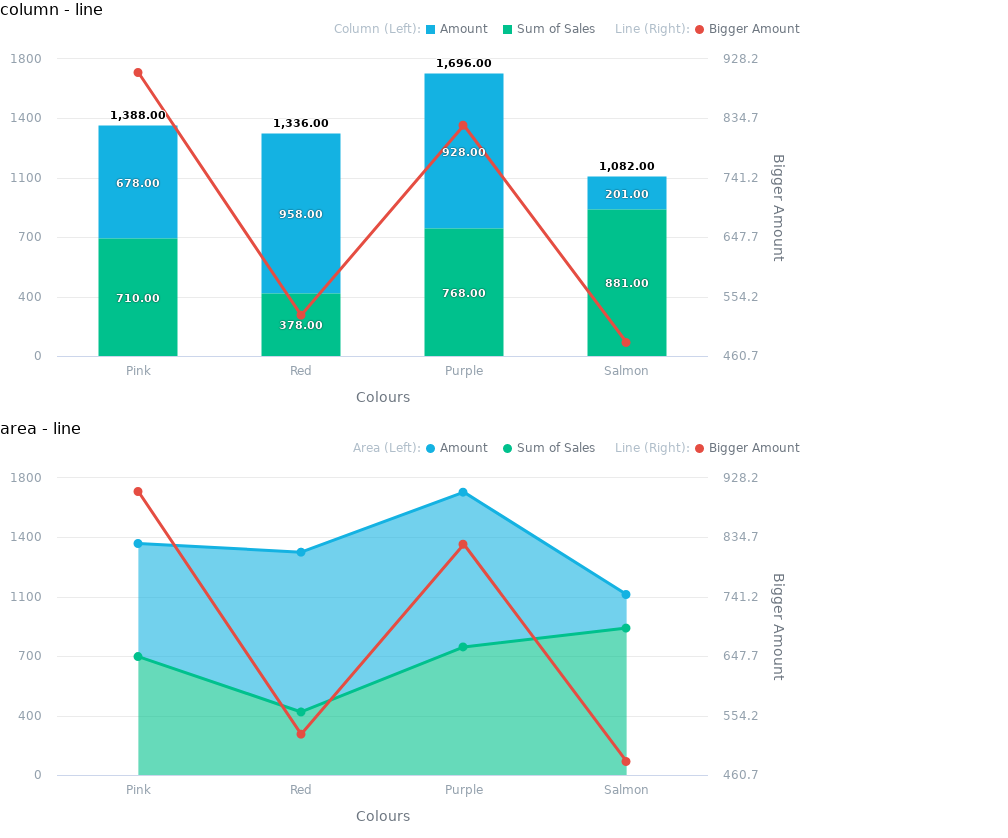 column - line
Column (Left): Amount Sum of Sales Line (Right): Bigger Amount
1800 1,696.00 928.2
1400 1,388.00 1,336.00 834.7
928.00
1100 678.00 1,082.00 741.2
201.00
958.00
700 647.7
Bigger Amount
400 710.00 768.00 881.00 554.2
378.00
0 460.7
Pink Red Purple Salmon
Colours
area - line
Area (Left): Amount Sum of Sales Line (Right): Bigger Amount
1800 928.2
1400 834.7
1100 741.2
700 647.7
Bigger Amount
400 554.2
0 460.7
Pink Red Purple Salmon
Colours